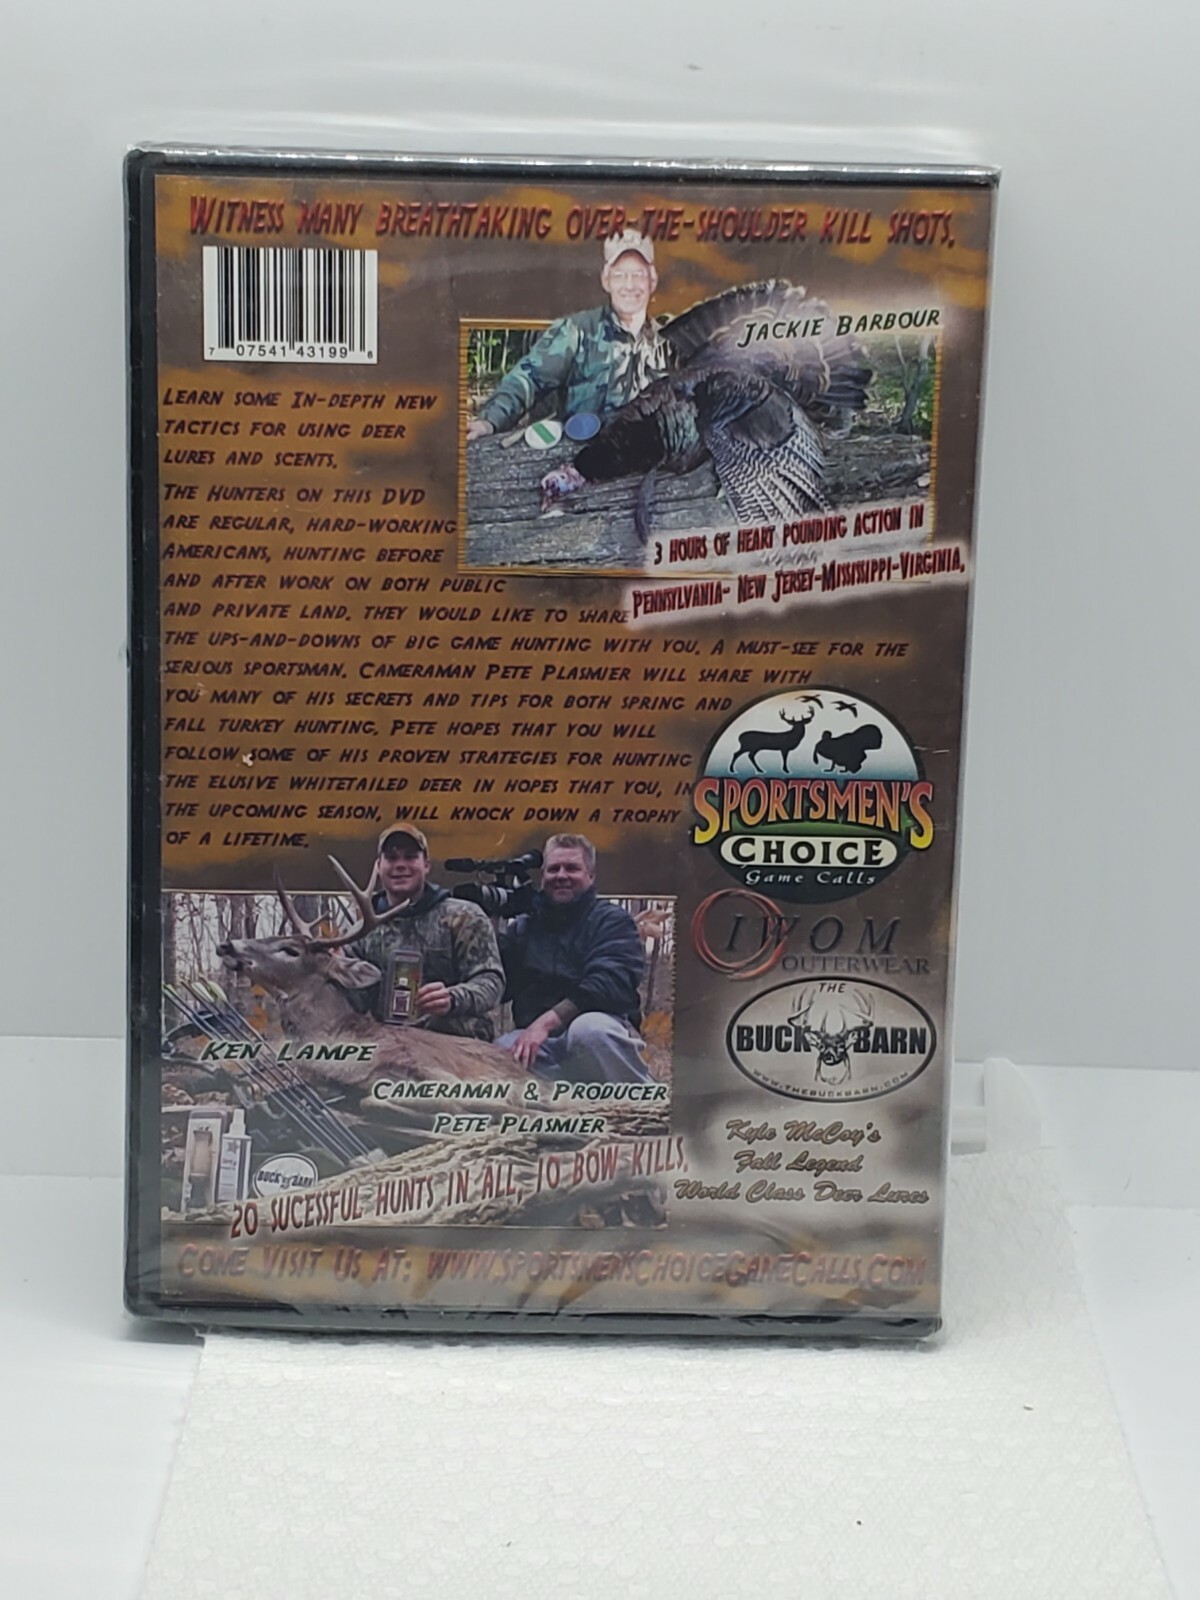 Witness many breathtaking over-the-shoulder kill shots.
7 07541 43199 6
Jackie Barbour
Learn some In-depth new
tactics for using deer
lures and scents.
3 hours of heart pounding action in
Pennsylvania- New Jersey-Mississippi-Virginia.
The Hunters on this DVD
are regular, hard-working
Americans, hunting before
and after work on both public
and private land. They would like to share
the ups-and-downs of big game hunting with you. A must-see for the
serious sportsman. Cameraman Pete Plasmier will share with
you many of his secrets and tips for both spring and
fall turkey hunting. Pete hopes that you will
follow some of his proven strategies for hunting
the elusive whitetailed deer in hopes that you, in
the upcoming season, will knock down a trophy
of a lifetime.
SPORTSMEN'S
CHOICE
Game Calls
IWOM
OUTERWEAR
THE
BUCK BARN
WWW.THEBUCKBARN.COM
Ken Lampe
Cameraman & Producer
Pete Plasmier
Kyle McCoy's
Fall Legend
World Class Deer Lures
BUCK BARN
20 sucessful hunts in all, 10 bow kills.
Come Visit Us At: www.SportsmensChoiceGameCalls.Com